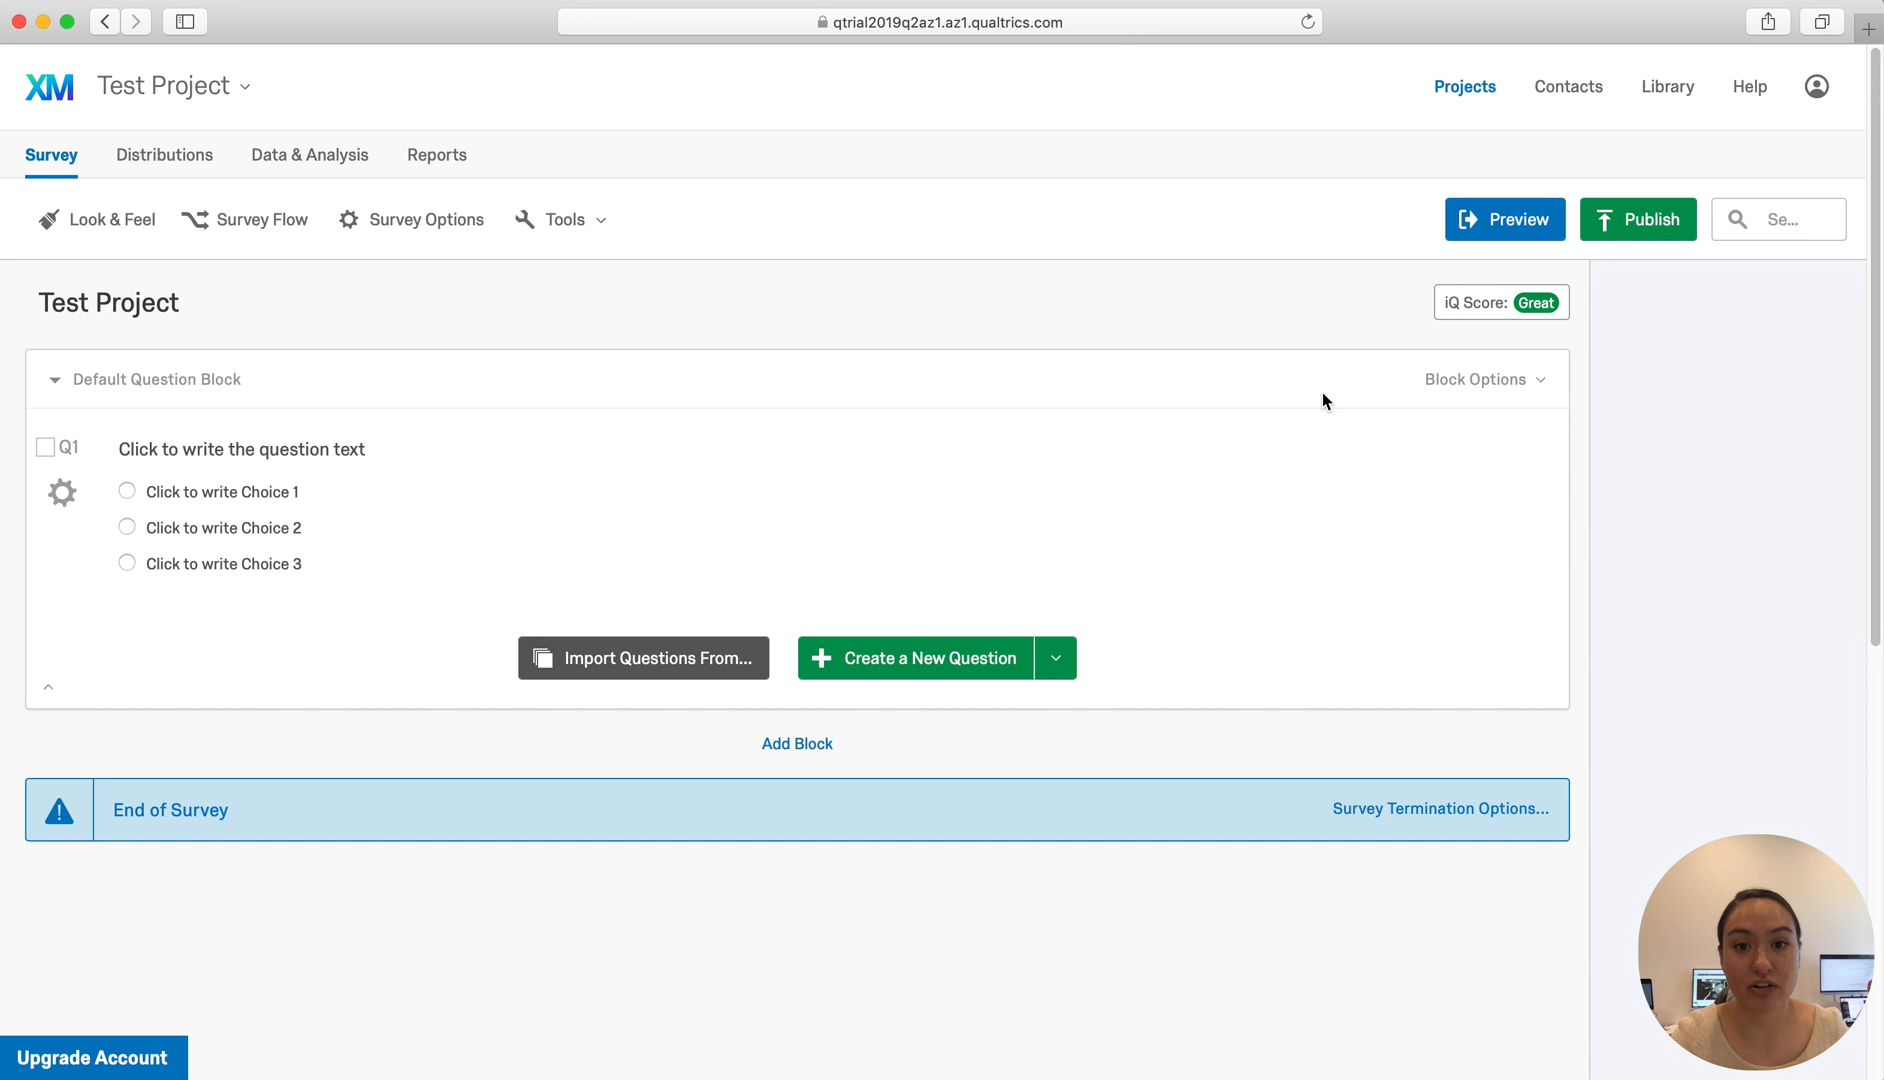 qtrial2019q2az1.az1.qualtrics.com
XM Test Project
Projects Contacts Library Help
Survey Distributions Data & Analysis Reports
Look & Feel Survey Flow Survey Options Tools Preview Publish Se...
Test Project
iQ Score: Great
Default Question Block
Block Options
Q1 Click to write the question text
Click to write Choice 1
Click to write Choice 2
Click to write Choice 3
Import Questions From... Create a New Question
Add Block
End of Survey
Survey Termination Options...
Upgrade Account